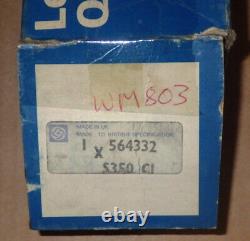 L
O
WM803
MADE IN UK
MADE TO BRITISH SPECIFICATION
1 x 564332
S350 C1